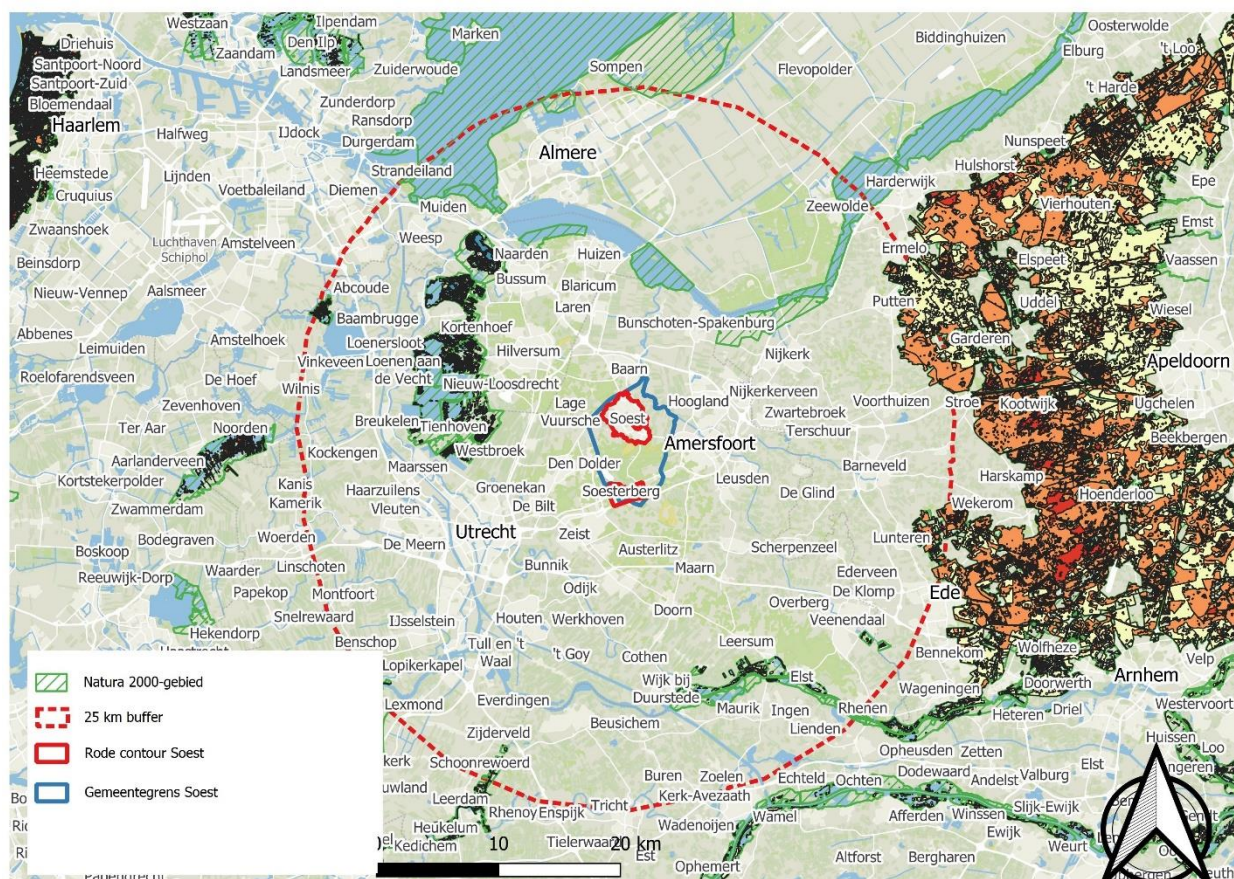 Westzaan
Ilpendam
Marken
Oosterwolde
Driehuis
Zaandam
Den Ilp
Biddinghuizen
Elburg
't Loo
Santpoort-Noord
Landsmeer
Zuiderwoude
Sompen
Flevopolder
Santpoort-Zuid
't Harde
Bloemendaal
Zunderdorp
Haarlem
Halfweg
IJdock
Ransdorp
Durgerdam
Almere
Nunspeet
Heemstede
Lijnden
Voetbaleiland
Diemen
Strandeiland
Harderwijk
Hulshorst
Epe
Cruquius
Muiden
Zeewolde
Vierhouten
Zwaanshoek
Luchthaven
Schiphol
Amstelveen
Weesp
Naarden
Huizen
Ermelo
Emst
Beinsdorp
Elspeet
Vaassen
Nieuw-Vennep
Aalsmeer
Abcoude
Bussum
Blaricum
Laren
Putten
Uddel
Wiesel
Abbenes
Baambrugge
Kortenhoef
Bunschoten-Spakenburg
Leimuiden
Amstelhoek
Loenersloot
Garderen
Apeldoorn
Roelofarendsveen
De Hoef
Vinkeveen
Loenen aan
de Vecht
Hilversum
Nijkerk
Baarn
Wilnis
Nieuw-Loosdrecht
Lage
Vuursche
Soest
Hoogland
Nijkerkerveen
Voorthuizen
Stroe
Kootwijk
Ugchelen
Zevenhoven
Zwartebroek
Terschuur
Ter Aar
Noorden
Breukelen
Tienhoven
Amersfoort
Beekbergen
Aarlanderveen
Kockengen
Westbroek
Maarssen
Den Dolder
Barneveld
Kortstekerpolder
Kanis
Kamerik
Haarzuilens
Vleuten
Groenekan
De Bilt
Soesterberg
Leusden
De Glind
Harskamp
Hoenderloo
Zwammerdam
Wekerom
Bodegraven
Woerden
Utrecht
Zeist
Boskoop
De Meern
Lunteren
Reeuwijk-Dorp
Waarder
Linschoten
Bunnik
Austerlitz
Maarn
Scherpenzeel
Papekop
Montfoort
Odijk
Ederveen
De Klomp
Ede
Snelrewaard
IJsselstein
Houten
Werkhoven
Doorn
Overberg
Veenendaal
Hekendorp
Benschop
Tull en 't
Waal
't Goy
Leersum
Bennekom
Wolfheze
Velp
Lopikerkapel
Cothen
Doorwerth
Arnhem
Wijk bij
Duurstede
Elst
Wageningen
Lexmond
Everdingen
Maurik
Ingen
Rhenen
Heteren
Driel
Westervoort
Beusichem
Lienden
Zijderveld
Opheusden
Zetten
Huissen
Loo
Schoonrewoerd
Buren
Zoelen
Echteld
Ochten
Dodewaard
Andelst
Valburg
Elst
Leerdam
Kerk-Avezaath
Rhenoy
Enspijk
Tricht
Wamel
Afferden
Winssen
Slijk-Ewijk
Heukelum
Wadenoijen
Ewijk
Kedichem
Tielerwaard
Est
Ophemert
Altforst
Bergharen
Weurt
Natura 2000-gebied
25 km buffer
Rode contour Soest
Gemeentegrens Soest
10
20 km